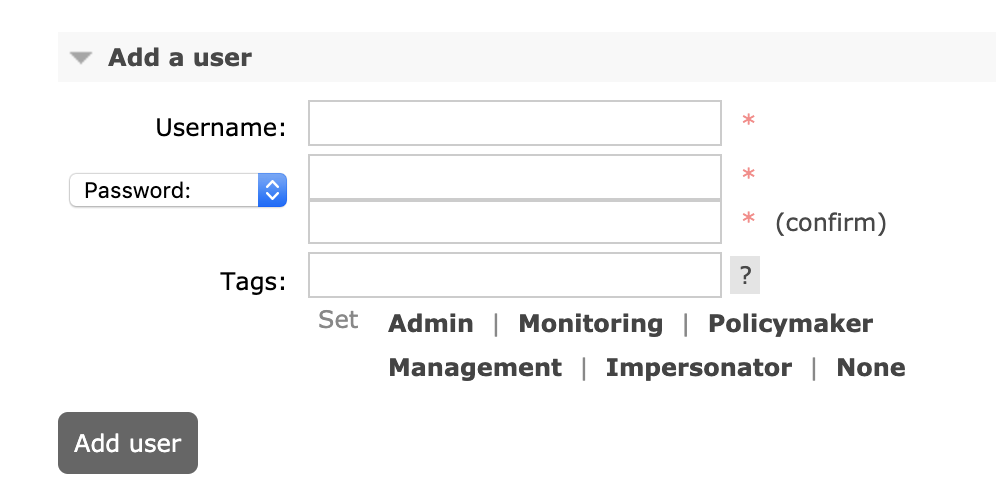 Add a user
Username: *
Password: *
* (confirm)
Tags: ?
Set Admin | Monitoring | Policymaker
Management | Impersonator | None
Add user